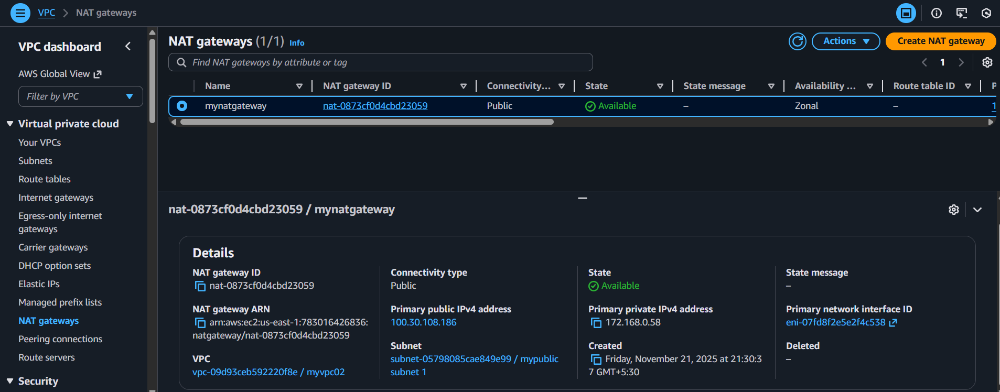 VPC > NAT gateways
VPC dashboard
AWS Global View
Filter by VPC
Virtual private cloud
Your VPCs
Subnets
Route tables
Internet gateways
Egress-only internet
gateways
Carrier gateways
DHCP option sets
Elastic IPs
Managed prefix lists
NAT gateways
Peering connections
Route servers
Security
NAT gateways (1/1) Info
Actions
Create NAT gateway
Find NAT gateways by attribute or tag
1
Name NAT gateway ID Connectivity... State State message Availability ... Route table ID P
mynatgateway nat-0873cf0d4cbd23059 Public Available – Zonal – 1
nat-0873cf0d4cbd23059 / mynatgateway
Details
NAT gateway ID
nat-0873cf0d4cbd23059
NAT gateway ARN
arn:aws:ec2:us-east-1:783016426836:
natgateway/nat-0873cf0d4cbd23059
VPC
vpc-09d93ceb592220f8e / myvpc02
Connectivity type
Public
Primary public IPv4 address
100.30.108.186
Subnet
subnet-05798085cae849e99 / mypublic
subnet 1
State
Available
Primary private IPv4 address
172.168.0.58
Created
Friday, November 21, 2025 at 21:30:3
7 GMT+5:30
State message
–
Primary network interface ID
eni-07fd8f2e5e2f4c538
Deleted
–